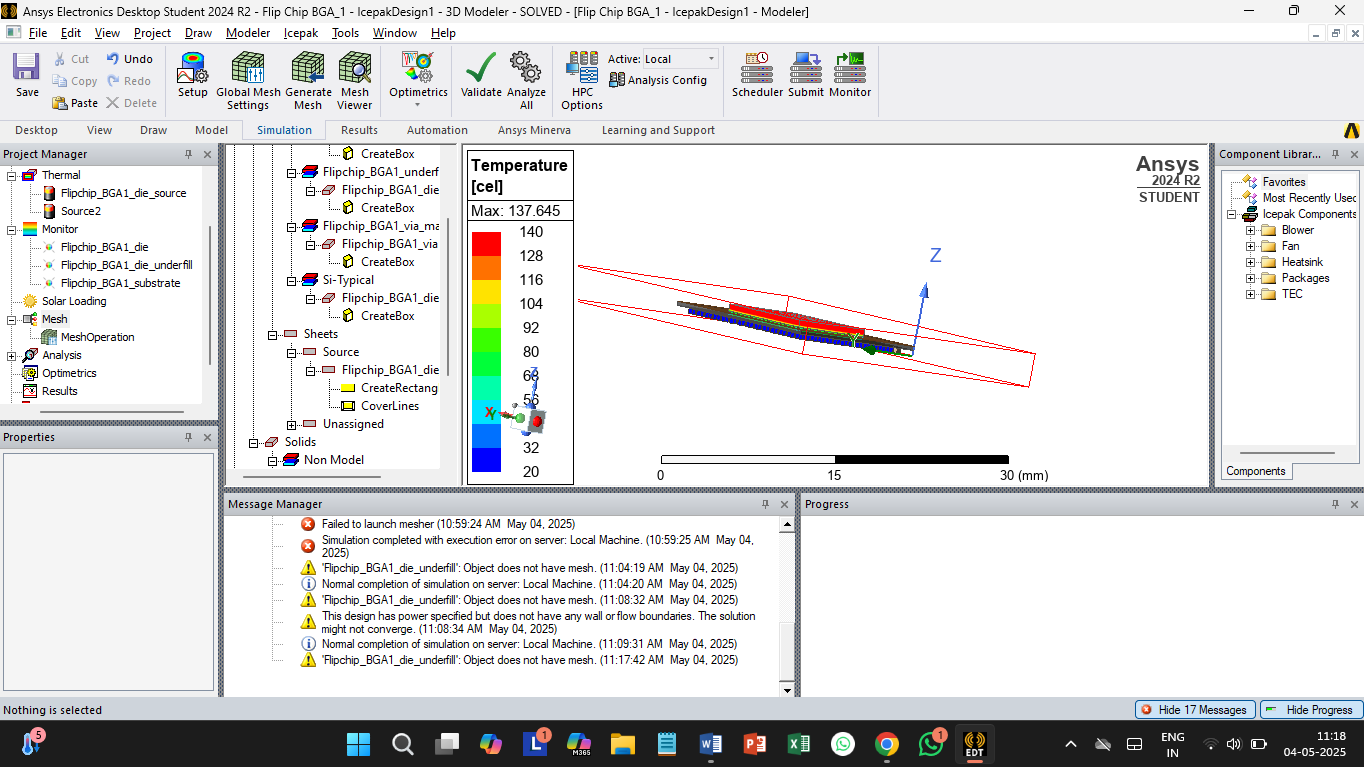 Ansys Electronics Desktop Student 2024 R2 - Flip Chip BGA_1 - IcepakDesign1 - 3D Modeler - SOLVED - [Flip Chip BGA_1 - IcepakDesign1 - Modeler]
File Edit View Project Draw Modeler Icepak Tools Window Help
Save
Cut
Copy
Paste
Undo
Redo
Delete
Setup
Global Mesh
Settings
Generate
Mesh
Mesh
Viewer
Optimetrics
Validate
Analyze
All
HPC
Options
Active: Local
Analysis Config
Scheduler
Submit
Monitor
Desktop View Draw Model Simulation Results Automation Ansys Minerva Learning and Support
Project Manager
Thermal
Flipchip_BGA1_die_source
Source2
Monitor
Flipchip_BGA1_die
Flipchip_BGA1_die_underfill
Flipchip_BGA1_substrate
Solar Loading
Mesh
MeshOperation
Analysis
Optimetrics
Results
Properties
CreateBox
Flipchip_BGA1_underf
Flipchip_BGA1_die
CreateBox
Flipchip_BGA1_via_ma
Flipchip_BGA1_via
CreateBox
Si-Typical
Flipchip_BGA1_die
CreateBox
Sheets
Source
Flipchip_BGA1_die
CreateRectang
CoverLines
Unassigned
Solids
Non Model
Temperature
[cel]
Max: 137.645
140
128
116
104
92
80
68
56
32
20
Z
X
Y
Z
Ansys
2024 R2
STUDENT
0 15 30 (mm)
Component Librar...
Favorites
Most Recently Used
Icepak Components
Blower
Fan
Heatsink
Packages
TEC
Components
Message Manager
Failed to launch mesher (10:59:24 AM May 04, 2025)
Simulation completed with execution error on server: Local Machine. (10:59:25 AM May 04,
2025)
'Flipchip_BGA1_die_underfill': Object does not have mesh. (11:04:19 AM May 04, 2025)
Normal completion of simulation on server: Local Machine. (11:04:20 AM May 04, 2025)
'Flipchip_BGA1_die_underfill': Object does not have mesh. (11:08:32 AM May 04, 2025)
This design has power specified but does not have any wall or flow boundaries. The solution
might not converge. (11:08:34 AM May 04, 2025)
Normal completion of simulation on server: Local Machine. (11:09:31 AM May 04, 2025)
'Flipchip_BGA1_die_underfill': Object does not have mesh. (11:17:42 AM May 04, 2025)
Progress
Nothing is selected
Hide 17 Messages
Hide Progress
5
L
1
M365
1
EDT
ENG
IN
11:18
04-05-2025